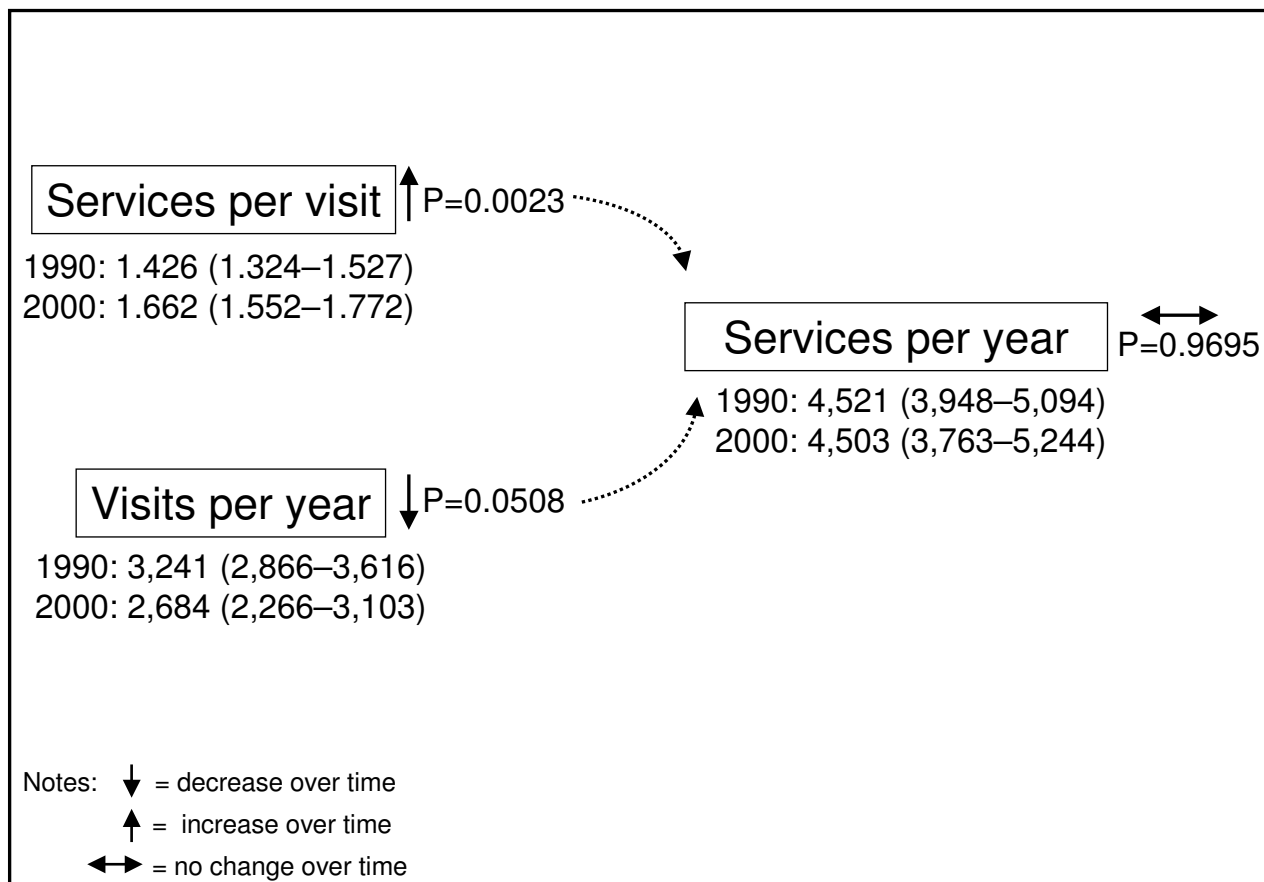 Services per visit
P=0.0023
1990: 1.426 (1.324–1.527)
2000: 1.662 (1.552–1.772)
Services per year
P=0.9695
1990: 4,521 (3,948–5,094)
2000: 4,503 (3,763–5,244)
Visits per year
P=0.0508
1990: 3,241 (2,866–3,616)
2000: 2,684 (2,266–3,103)
Notes: ↓ = decrease over time
↑ = increase over time
↔ = no change over time